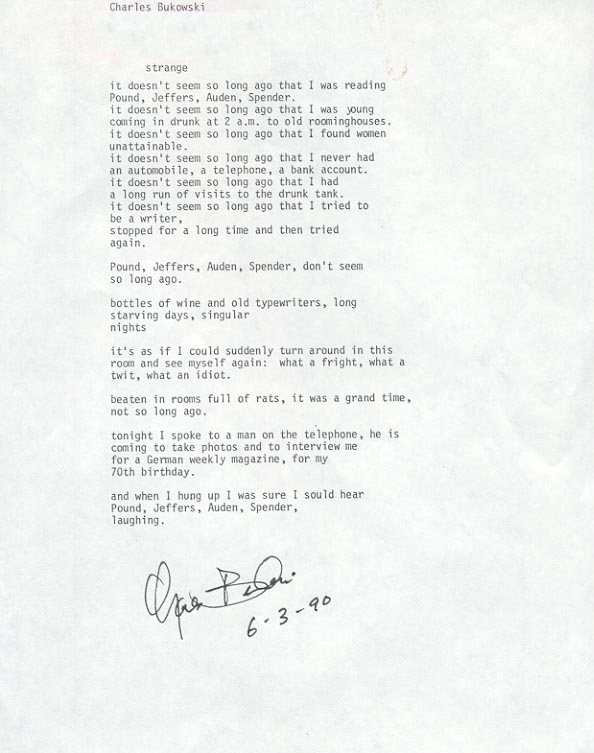 Charles Bukowski
strange
it doesn't seem so long ago that I was reading
Pound, Jeffers, Auden, Spender.
it doesn't seem so long ago that I was young
coming in drunk at 2 a.m. to old roominghouses.
it doesn't seem so long ago that I found women
unattainable.
it doesn't seem so long ago that I never had
an automobile, a telephone, a bank account.
it doesn't seem so long ago that I had
a long run of visits to the drunk tank.
it doesn't seem so long ago that I tried to
be a writer,
stopped for a long time and then tried
again.
Pound, Jeffers, Auden, Spender, don't seem
so long ago.
bottles of wine and old typewriters, long
starving days, singular
nights
it's as if I could suddenly turn around in this
room and see myself again:  what a fright, what a
twit, what an idiot.
beaten in rooms full of rats, it was a grand time,
not so long ago.
tonight I spoke to a man on the telephone, he is
coming to take photos and to interview me
for a German weekly magazine, for my
70th birthday.
and when I hung up I was sure I sould hear
Pound, Jeffers, Auden, Spender,
laughing.
6-3-90